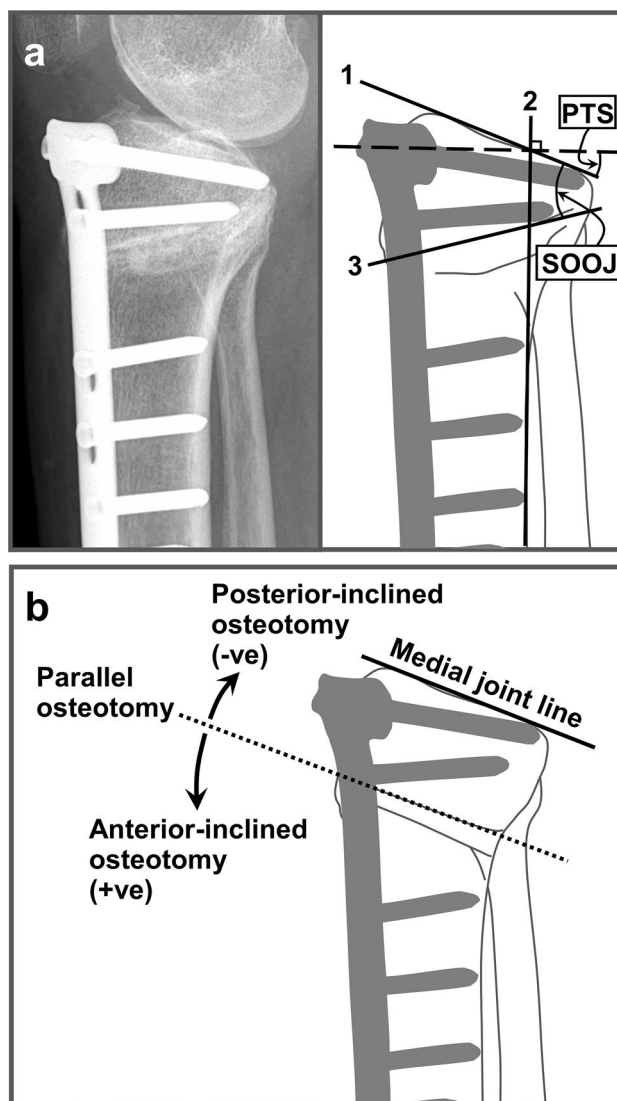 a
1
2
PTS
3
SOOJ
b
Posterior-inclined
osteotomy
(-ve)
Parallel
osteotomy
Medial joint line
Anterior-inclined
osteotomy
(+ve)